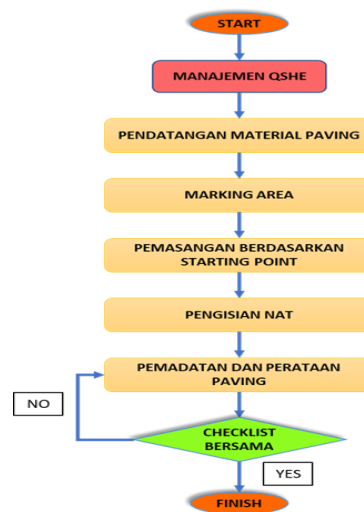 START
MANAJEMEN QSHE
PENDATANGAN MATERIAL PAVING
MARKING AREA
PEMASANGAN BERDASARKAN
STARTING POINT
PENGISIAN NAT
PEMADATAN DAN PERATAAN
PAVING
NO
CHECKLIST
BERSAMA
YES
FINISH